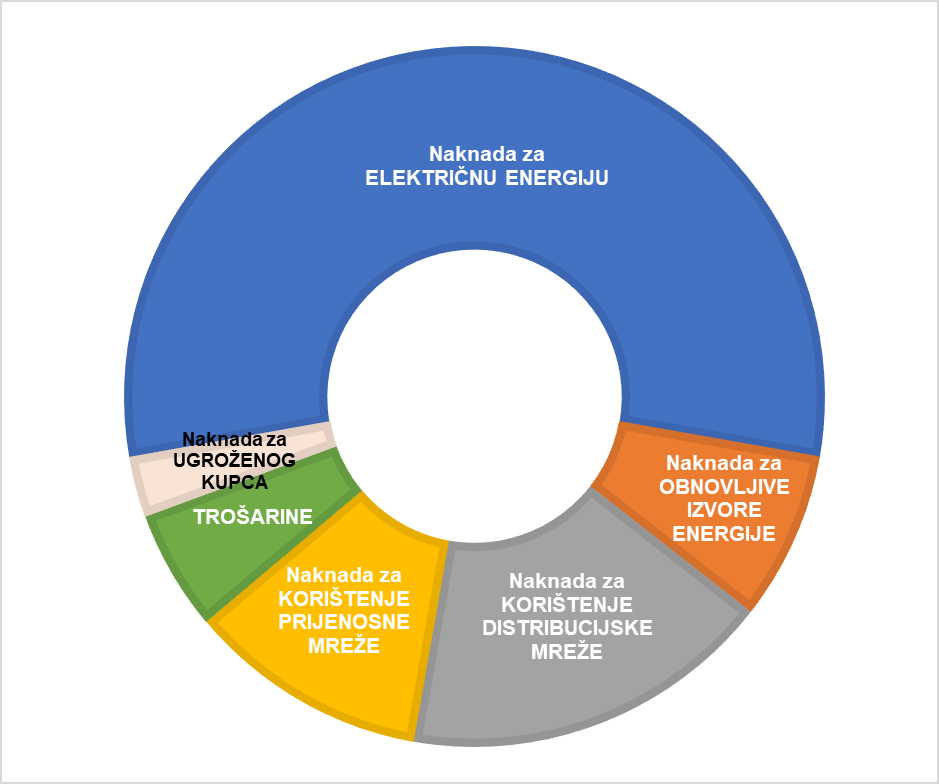 Naknada za
ELEKTRIČNU ENERGIJU
Naknada za
OBNOVLJIVE
IZVORE
ENERGIJE
Naknada za
KORIŠTENJE
DISTRIBUCIJSKE
MREŽE
Naknada za
KORIŠTENJE
PRIJENOSNE
MREŽE
TROŠARINE
Naknada za
UGROŽENOG
KUPCA